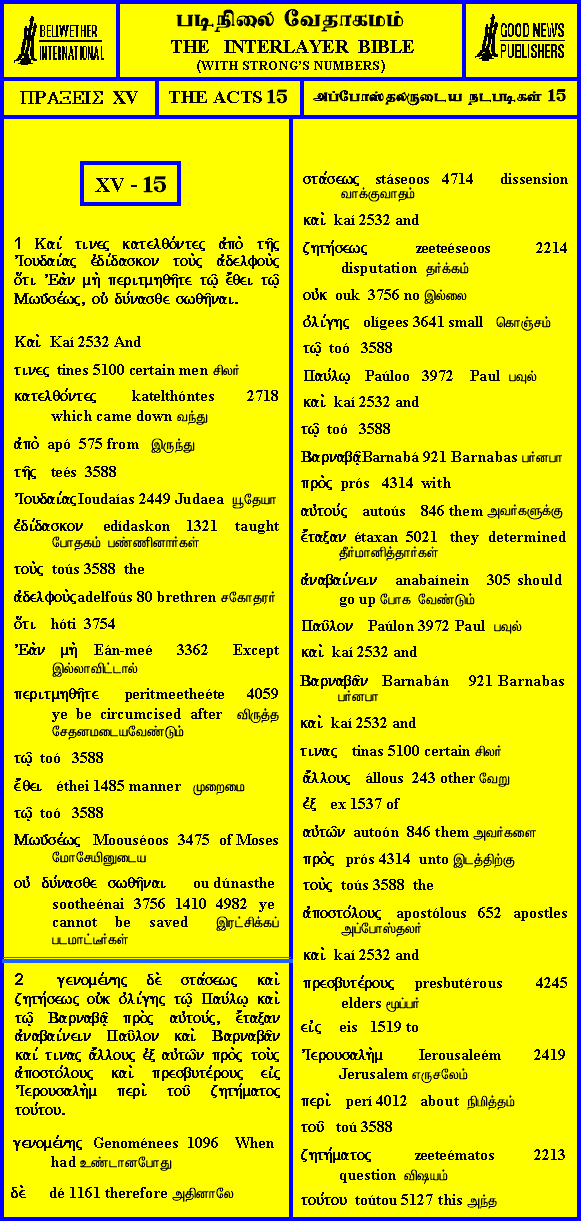 BELLWETHER
INTERNATIONAL
படிநிலை வேதாகமம்
THE INTERLAYER BIBLE
(WITH STRONG'S NUMBERS)
GOOD NEWS
PUBLISHERS
ΠΡΑΞΕΙΣ XV
THE ACTS 15
அப்போஸ்தலருடைய நடபடிகள் 15
XV - 15
1 Καί τινες κατελθόντες ἀπὸ τῆς
Ἰουδαίας ἐδίδασκον τοὺς ἀδελφοὺς
ὅτι Ἐὰν μὴ περιτμηθῆτε τῷ ἔθει τῷ
Μωΰσέως, οὐ δύνασθε σωθῆναι.
Καὶ Kaí 2532 And
τινες tines 5100 certain men சிலர்
κατελθόντες katelthóntes 2718
which came down வந்து
ἀπὸ apó 575 from இருந்து
τῆς teés 3588
Ἰουδαίας Ioudaías 2449 Judaea யூதேயா
ἐδίδασκον edídaskon 1321 taught
போதகம் பண்ணினார்கள்
τοὺς toús 3588 the
ἀδελφοὺς adelfoús 80 brethren சகோதரர்
ὅτι hóti 3754
Ἐὰν μὴ Eán-meé 3362 Except
இல்லாவிட்டால்
περιτμηθῆτε peritmeetheéte 4059
ye be circumcised after விருத்த
சேதனமடையவேண்டும்
τῷ toó 3588
ἔθει éthei 1485 manner முறைமை
τῷ toó 3588
Μωΰσέως Moouséoos 3475 of Moses
மோசேயினுடைய
οὐ δύνασθε σωθῆναι ou dúnasthe
sootheénai 3756 1410 4982 ye
cannot be saved இரட்சிக்கப்
படமாட்டீர்கள்
2 γενομένης δὲ στάσεως καὶ
ζητήσεως οὐκ ὀλίγης τῷ Παύλῳ καὶ
τῷ Βαρναβᾷ πρὸς αὐτούς, ἔταξαν
ἀναβαίνειν Παῦλον καὶ Βαρναβᾶν
καί τινας ἄλλους ἐξ αὐτῶν πρὸς τοὺς
ἀποστόλους καὶ πρεσβυτέρους εἰς
Ἰερουσαλὴμ περὶ τοῦ ζητήματος
τούτου.
γενομένης Genoménees 1096 When
had உண்டானபோது
δὲ dé 1161 therefore அதினாலே
στάσεως stáseoos 4714 dissension
வாக்குவாதம்
καὶ kaí 2532 and
ζητήσεως zeeteéseoos 2214
disputation தர்க்கம்
οὐκ ouk 3756 no இல்லை
ὀλίγης olígees 3641 small கொஞ்சம்
τῷ toó 3588
Παύλῳ Paúloo 3972 Paul பவுல்
καὶ kaí 2532 and
τῷ toó 3588
Βαρναβᾷ Barnabá 921 Barnabas பர்னபா
πρὸς prós 4314 with
αὐτούς autoús 846 them அவர்களுக்கு
ἔταξαν étaxan 5021 they determined
தீர்மானித்தார்கள்
ἀναβαίνειν anabaínein 305 should
go up போக வேண்டும்
Παῦλον Paúlon 3972 Paul பவுல்
καὶ kaí 2532 and
Βαρναβᾶν Barnabán 921 Barnabas
பர்னபா
καὶ kaí 2532 and
τινας tinas 5100 certain சிலர்
ἄλλους állous 243 other வேறு
ἐξ ex 1537 of
αὐτῶν autoón 846 them அவர்களை
πρὸς prós 4314 unto இடத்திற்கு
τοὺς toús 3588 the
ἀποστόλους apostólous 652 apostles
அப்போஸ்தலர்
καὶ kaí 2532 and
πρεσβυτέρους presbutérous 4245
elders மூப்பர்
εἰς eis 1519 to
Ἰερουσαλὴμ Ierousaleém 2419
Jerusalem எருசலேம்
περὶ perí 4012 about நிமித்தம்
τοῦ toú 3588
ζητήματος zeeteématos 2213
question விஷயம்
τούτου toútou 5127 this அந்த